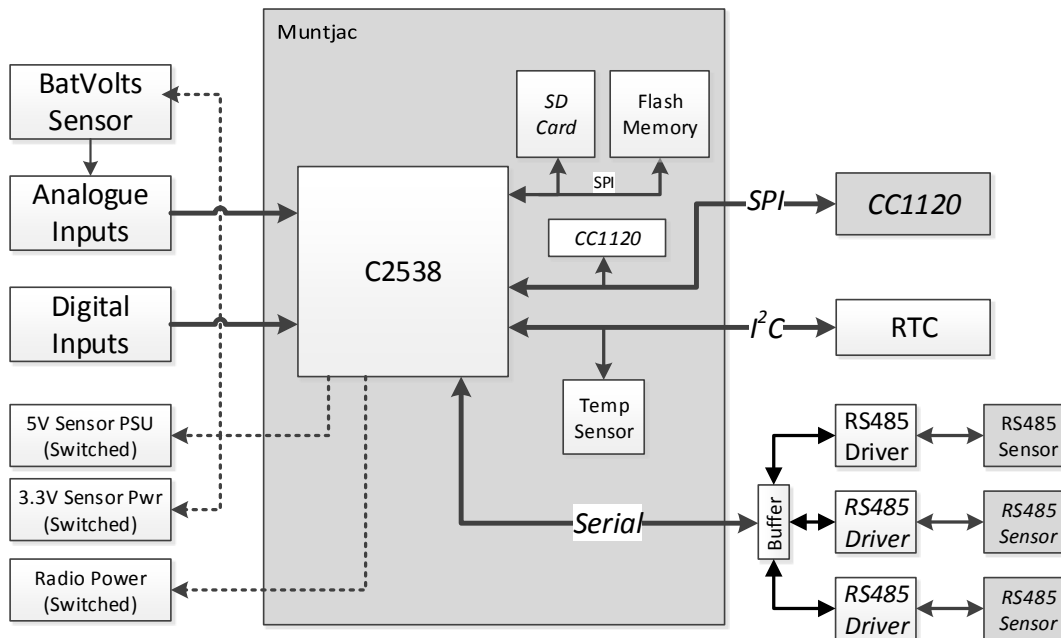 Muntjac
BatVolts
Sensor
SD
Card
Flash
Memory
SPI
Analogue
Inputs
SPI
CC1120
CC1120
C2538
Digital
Inputs
I²C
RTC
5V Sensor PSU
(Switched)
Temp
Sensor
RS485
Driver
RS485
Sensor
3.3V Sensor Pwr
(Switched)
Serial
Buffer
RS485
Driver
RS485
Sensor
Radio Power
(Switched)
RS485
Driver
RS485
Sensor